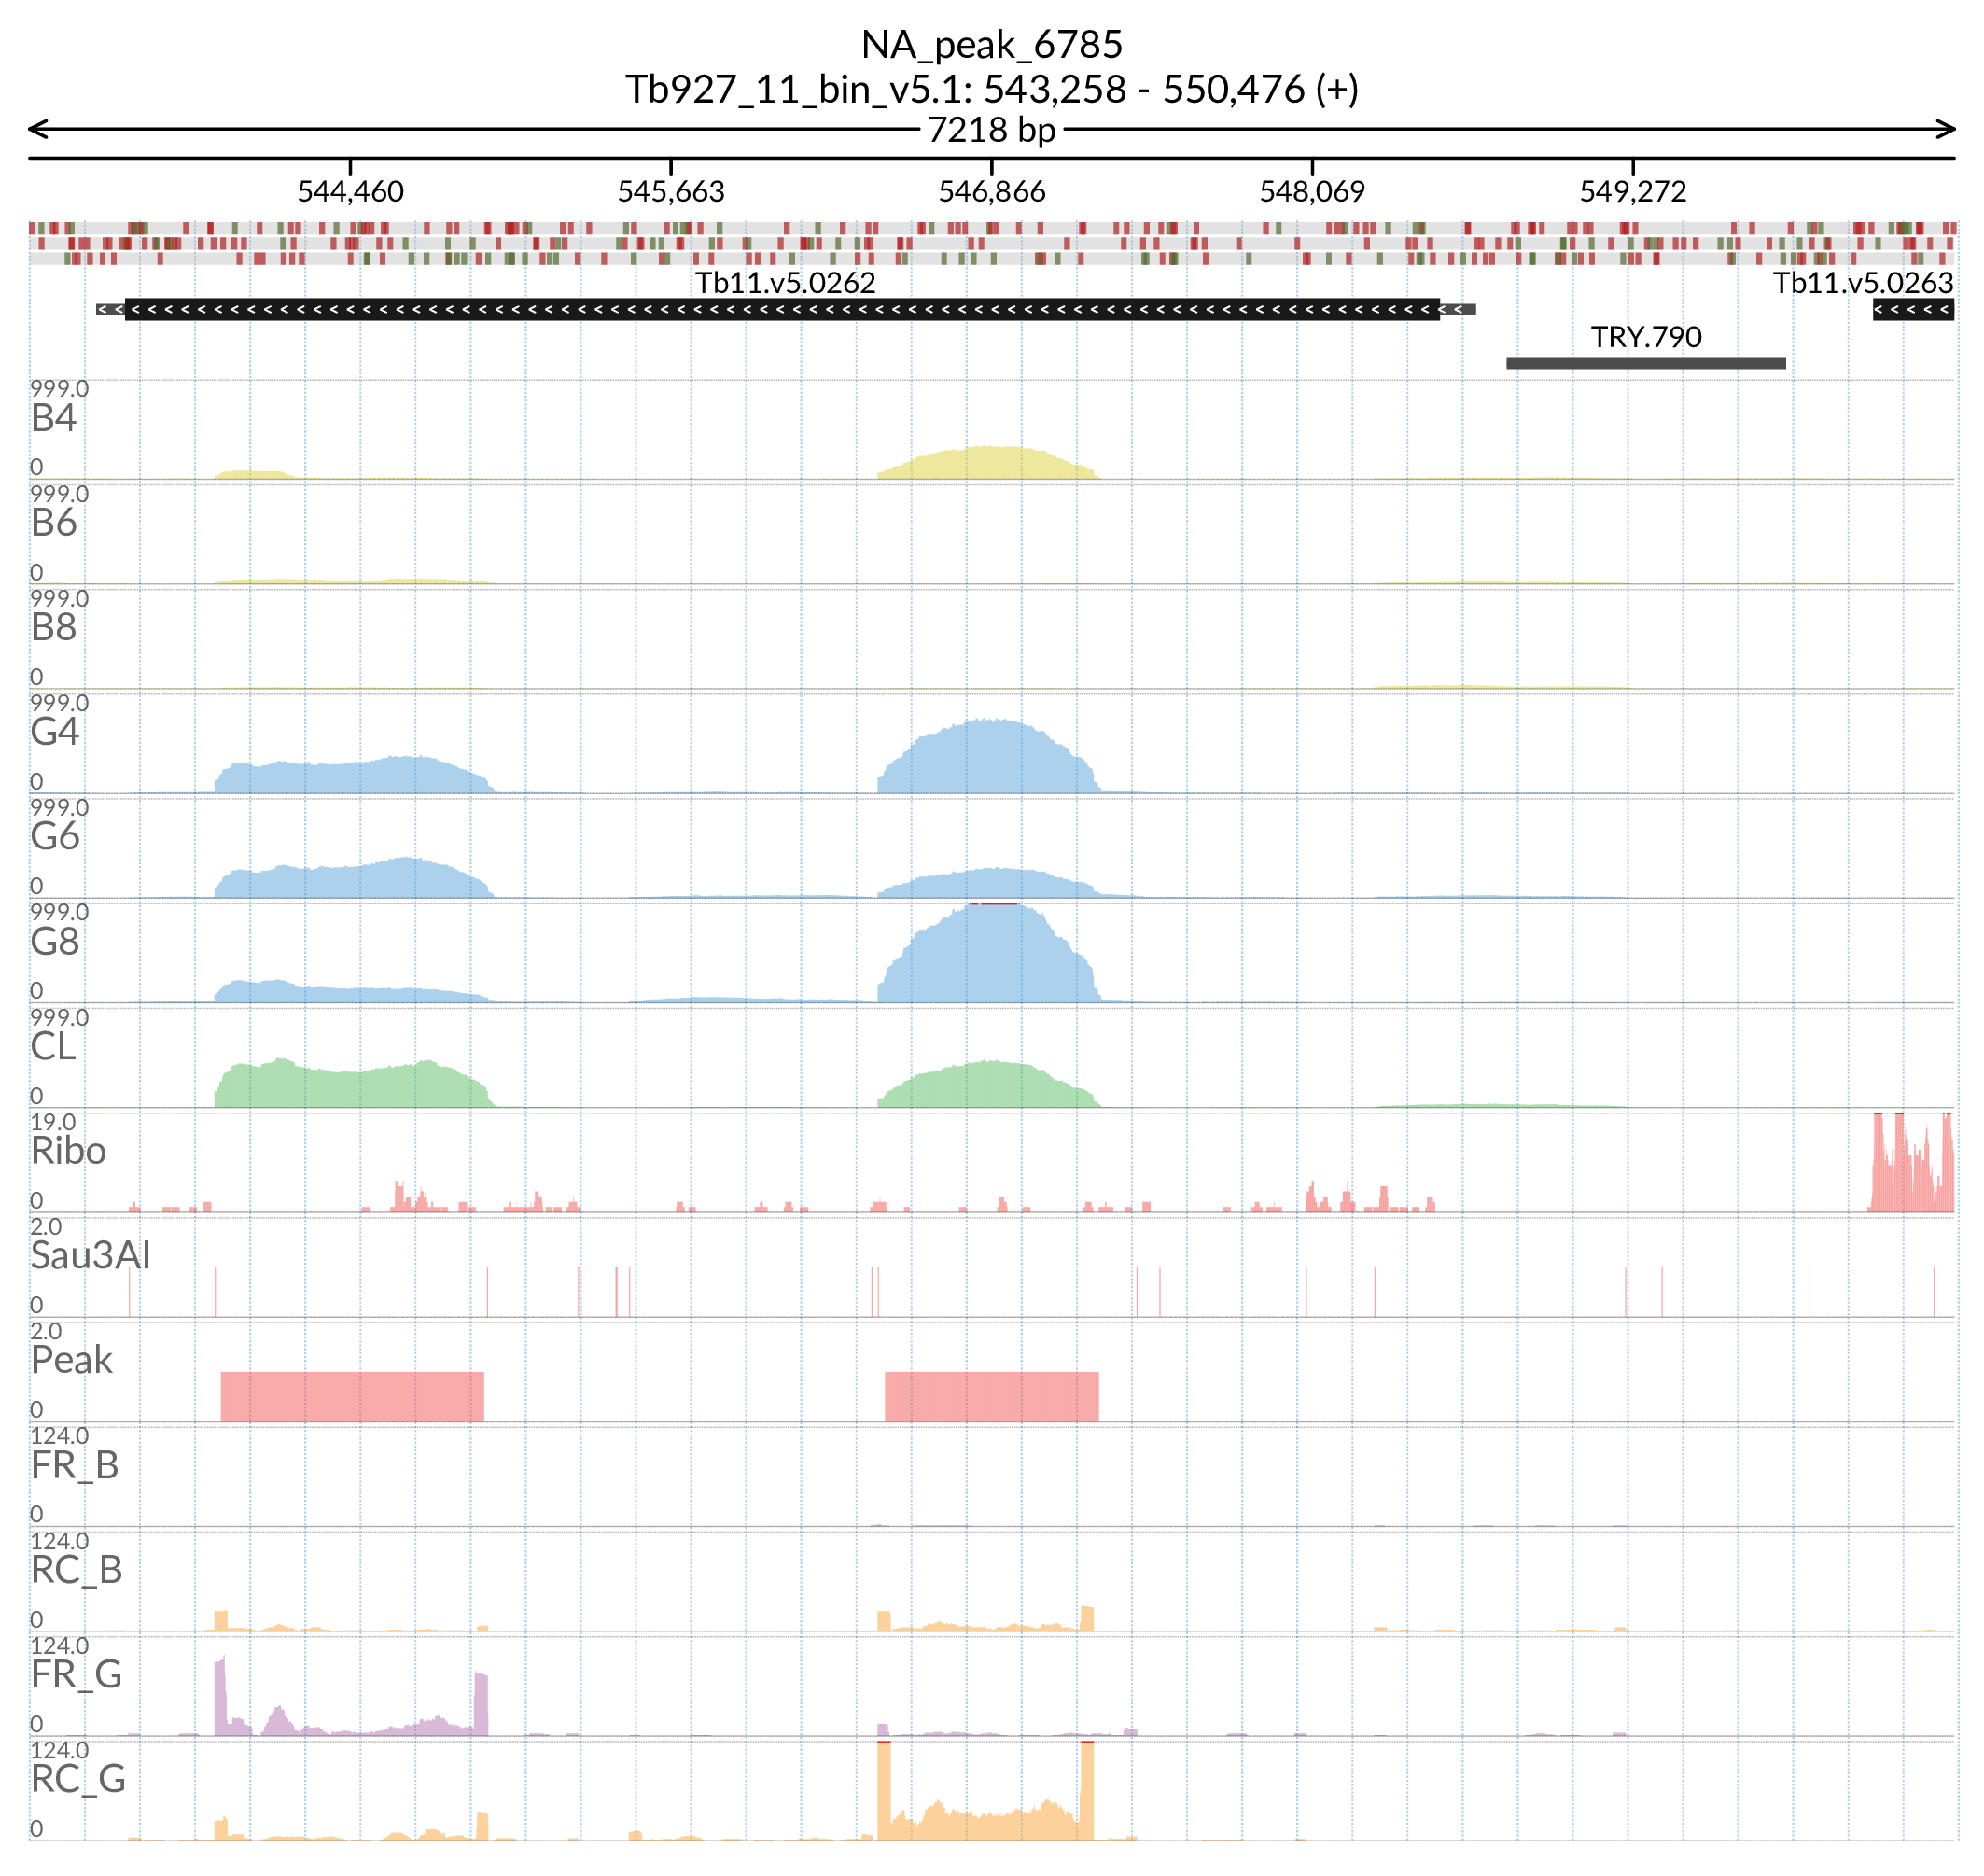 NA_peak_6785
Tb927_11_bin_v5.1: 543,258 - 550,476 (+)
7218 bp
544,460 545,663 546,866 548,069 549,272
Tb11.v5.0262 Tb11.v5.0263
TRY.790
999.0
B4
0
999.0
B6
0
999.0
B8
0
999.0
G4
0
999.0
G6
0
999.0
G8
0
999.0
CL
0
19.0
Ribo
0
2.0
Sau3AI
0
2.0
Peak
0
124.0
FR_B
0
124.0
RC_B
0
124.0
FR_G
0
124.0
RC_G
0